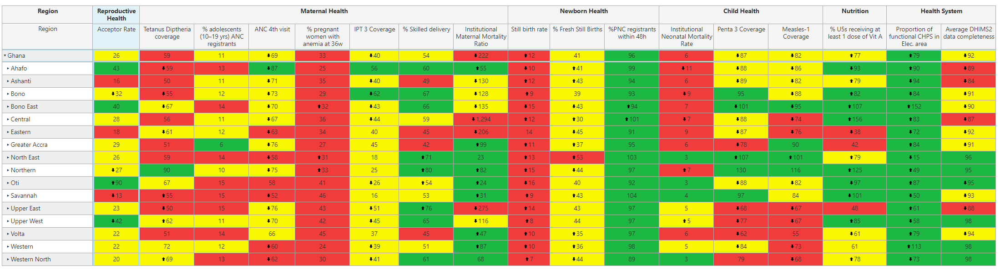 Region Reproductive Health Maternal Health Newborn Health Child Health Nutrition Health System
Region Acceptor Rate Tetanus Diptheria coverage % adolescents (10–19 yrs) ANC registrants ANC 4th visit % pregnant women with anemia at 36w IPT 3 Coverage % Skilled delivery Institutional Maternal Mortality Ratio Still birth rate % Fresh Still Births %PNC registrants within 48h Institutional Neonatal Mortality Rate Penta 3 Coverage Measles-1 Coverage % U5s receiving at least 1 dose of Vit A Proportion of functional CHPS in Elec. area Average DHIMS2 data completeness
▾ Ghana 26 59 11 🡇69 33 🡇40 54 🡇222 🡅12 41 96 6 🡇87 🡇82 🡅77 🡅79 🡇92
▸ Ahafo 43 🡇59 13 🡇87 25 56 60 🡅55 🡇10 🡅41 99 🡇11 🡇88 🡇86 🡇93 🡅90 🡇89
▸ Ashanti 16 50 11 🡇71 35 🡇40 49 🡇130 🡅12 🡅43 94 6 🡇89 🡇82 🡅79 🡇94 🡇84
▸ Bono 🡇32 🡇55 12 🡇73 29 🡇62 67 🡇128 🡅9 39 93 🡇9 95 🡇88 🡅82 🡇84 🡇91
▸ Bono East 40 🡇67 14 🡇70 🡅32 🡇43 66 🡇135 🡇15 🡇43 🡅94 7 🡇101 🡇95 🡅107 🡅152 🡇90
▸ Central 28 56 11 🡇67 36 🡇44 59 🡇1,294 🡅12 🡅30 🡅101 🡇7 🡇88 🡇74 🡅156 🡅83 🡇87
▸ Eastern 18 🡇61 12 🡇63 34 40 45 🡇206 14 🡇45 91 9 🡇87 🡇76 🡇38 🡇72 🡇92
▸ Greater Accra 29 51 6 🡇76 27 45 42 🡅99 🡅11 🡅37 95 6 🡇78 90 42 🡅84 🡇91
▸ North East 26 59 14 🡇58 🡅31 18 🡅71 23 🡅13 🡅53 103 3 🡅107 🡅101 🡅79 🡇15 96
▸ Northern 🡇27 90 10 🡇75 🡅33 25 🡅80 🡅82 🡅15 🡇44 97 🡅7 130 116 🡅125 🡅49 95
▸ Oti 🡅90 67 15 58 41 🡇26 🡅54 🡅24 🡇16 40 92 3 🡇88 🡇82 🡇97 🡅87 🡇95
▸ Savannah 🡇13 🡅55 15 🡇52 46 16 53 🡅31 🡅9 🡅43 104 4 97 84 🡇101 🡇50 🡇93
▸ Upper East 23 🡇50 15 🡇76 43 🡇51 🡅76 🡇275 🡅14 43 97 5 🡇68 🡇67 48 🡅61 🡇88
▸ Upper West 🡇42 🡅62 11 🡇70 42 🡇45 65 🡇116 🡅8 44 97 🡅5 🡇77 🡇67 🡅85 🡇58 98
▸ Volta 22 51 14 66 45 37 45 🡅47 🡅10 🡅35 97 6 🡇62 55 🡇61 🡅79 🡇94
▸ Western 22 72 12 🡇60 24 🡇39 51 🡅87 🡅10 🡅36 98 5 🡇84 🡇73 61 🡅113 98
▸ Western North 20 🡅69 13 🡇62 30 🡇41 61 68 🡅7 🡇44 89 3 79 🡇68 🡅78 🡇73 98